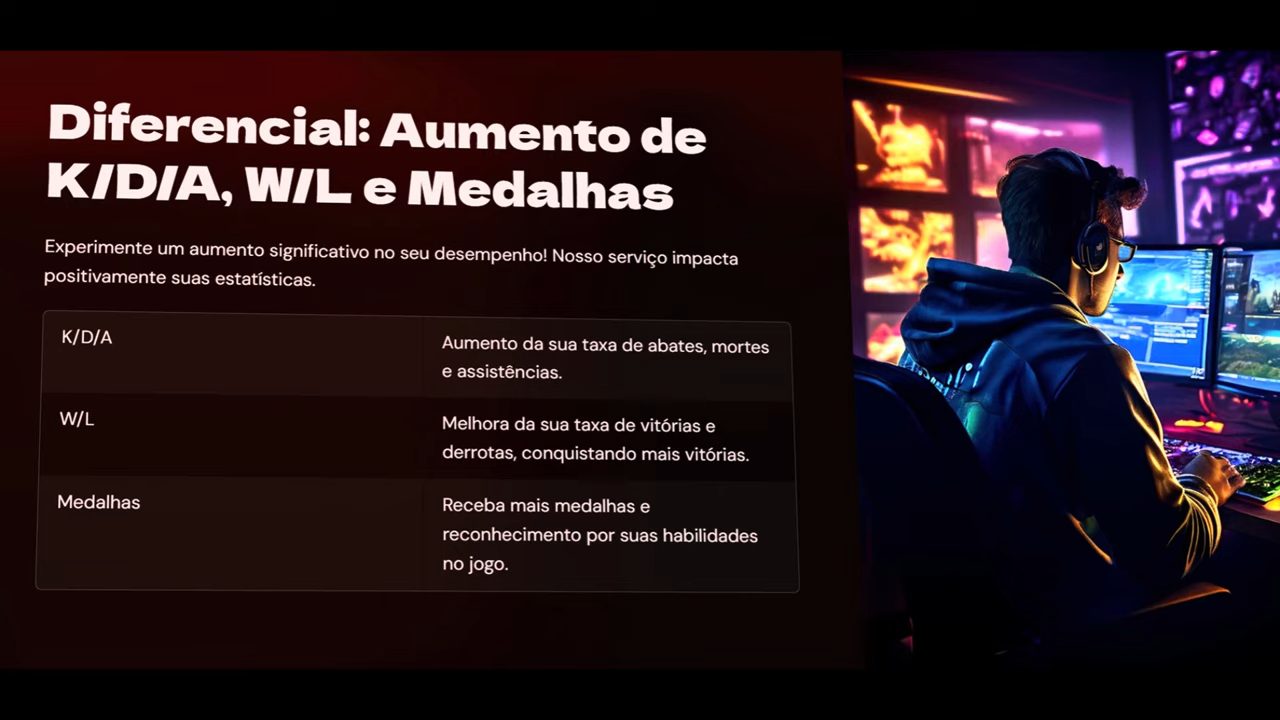 Diferencial: Aumento de
K/D/A, W/L e Medalhas
Experimente um aumento significativo no seu desempenho! Nosso serviço impacta
positivamente suas estatísticas.
K/D/A
Aumento da sua taxa de abates, mortes
e assistências.
W/L
Melhora da sua taxa de vitórias e
derrotas, conquistando mais vitórias.
Medalhas
Receba mais medalhas e
reconhecimento por suas habilidades
no jogo.